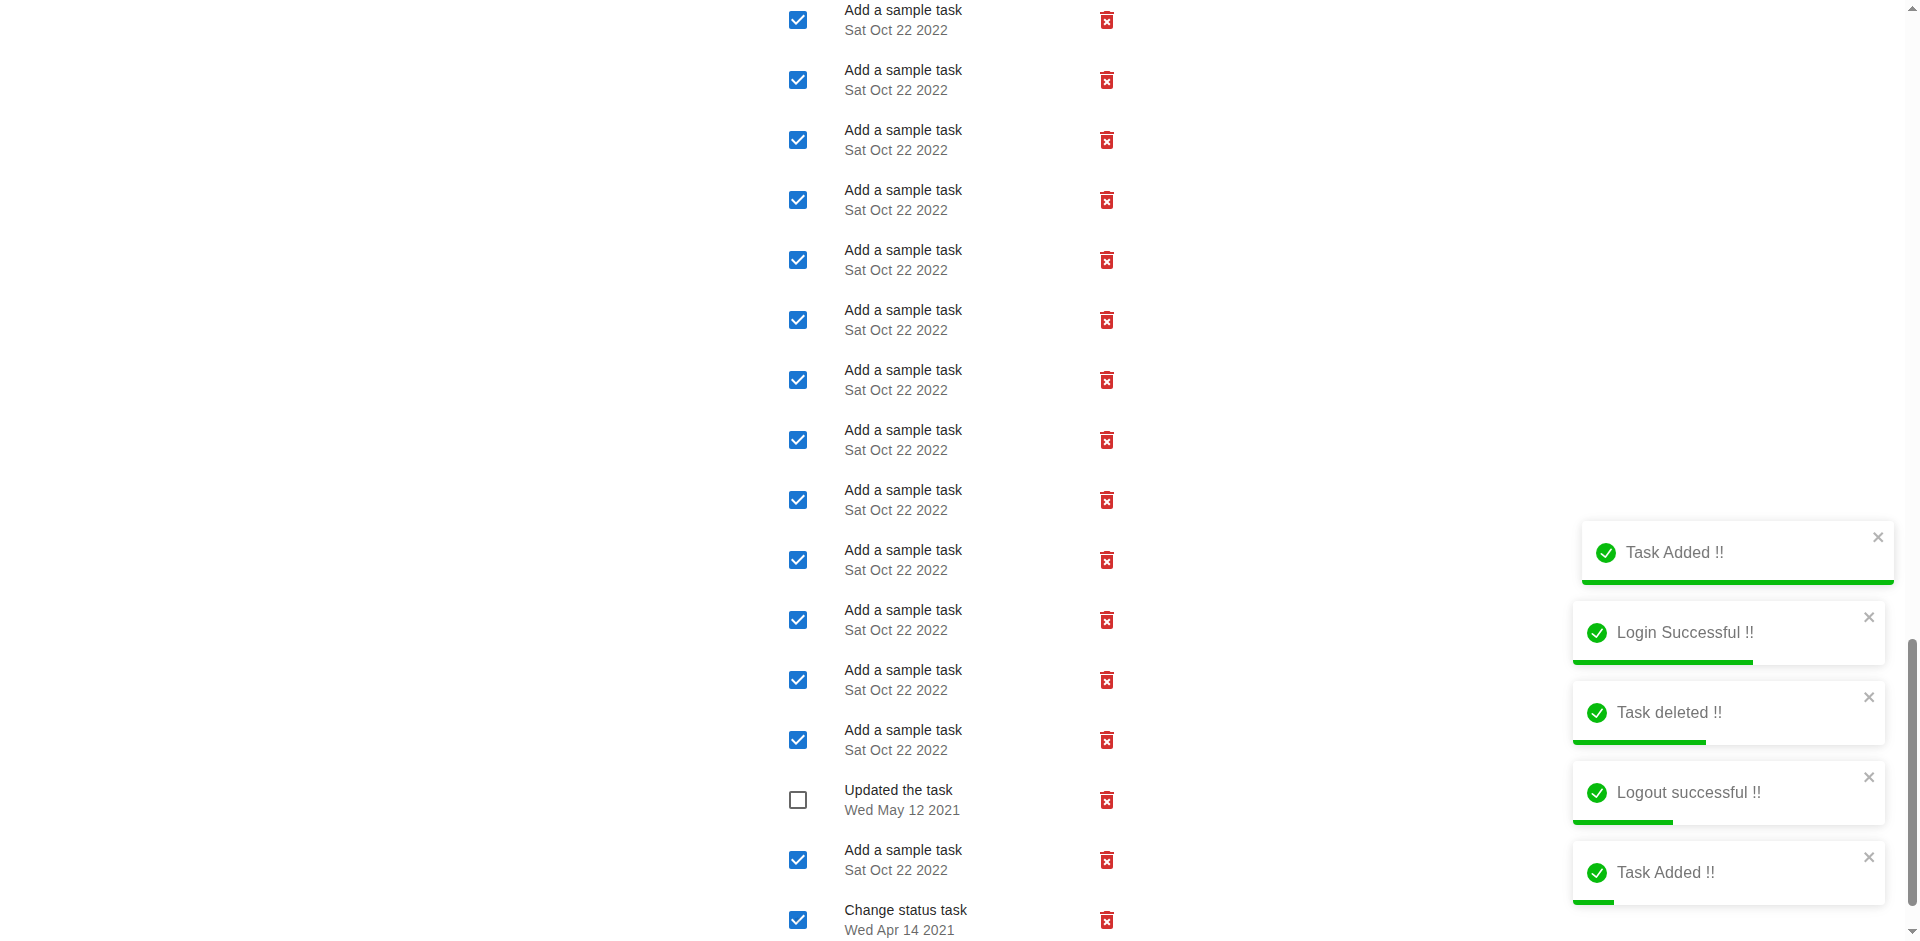 Add a sample task
Sat Oct 22 2022
Add a sample task
Sat Oct 22 2022
Add a sample task
Sat Oct 22 2022
Add a sample task
Sat Oct 22 2022
Add a sample task
Sat Oct 22 2022
Add a sample task
Sat Oct 22 2022
Add a sample task
Sat Oct 22 2022
Add a sample task
Sat Oct 22 2022
Add a sample task
Sat Oct 22 2022
Add a sample task
Sat Oct 22 2022
Add a sample task
Sat Oct 22 2022
Add a sample task
Sat Oct 22 2022
Add a sample task
Sat Oct 22 2022
Updated the task
Wed May 12 2021
Add a sample task
Sat Oct 22 2022
Change status task
Wed Apr 14 2021
Task Added !!
Login Successful !!
Task deleted !!
Logout successful !!
Task Added !!